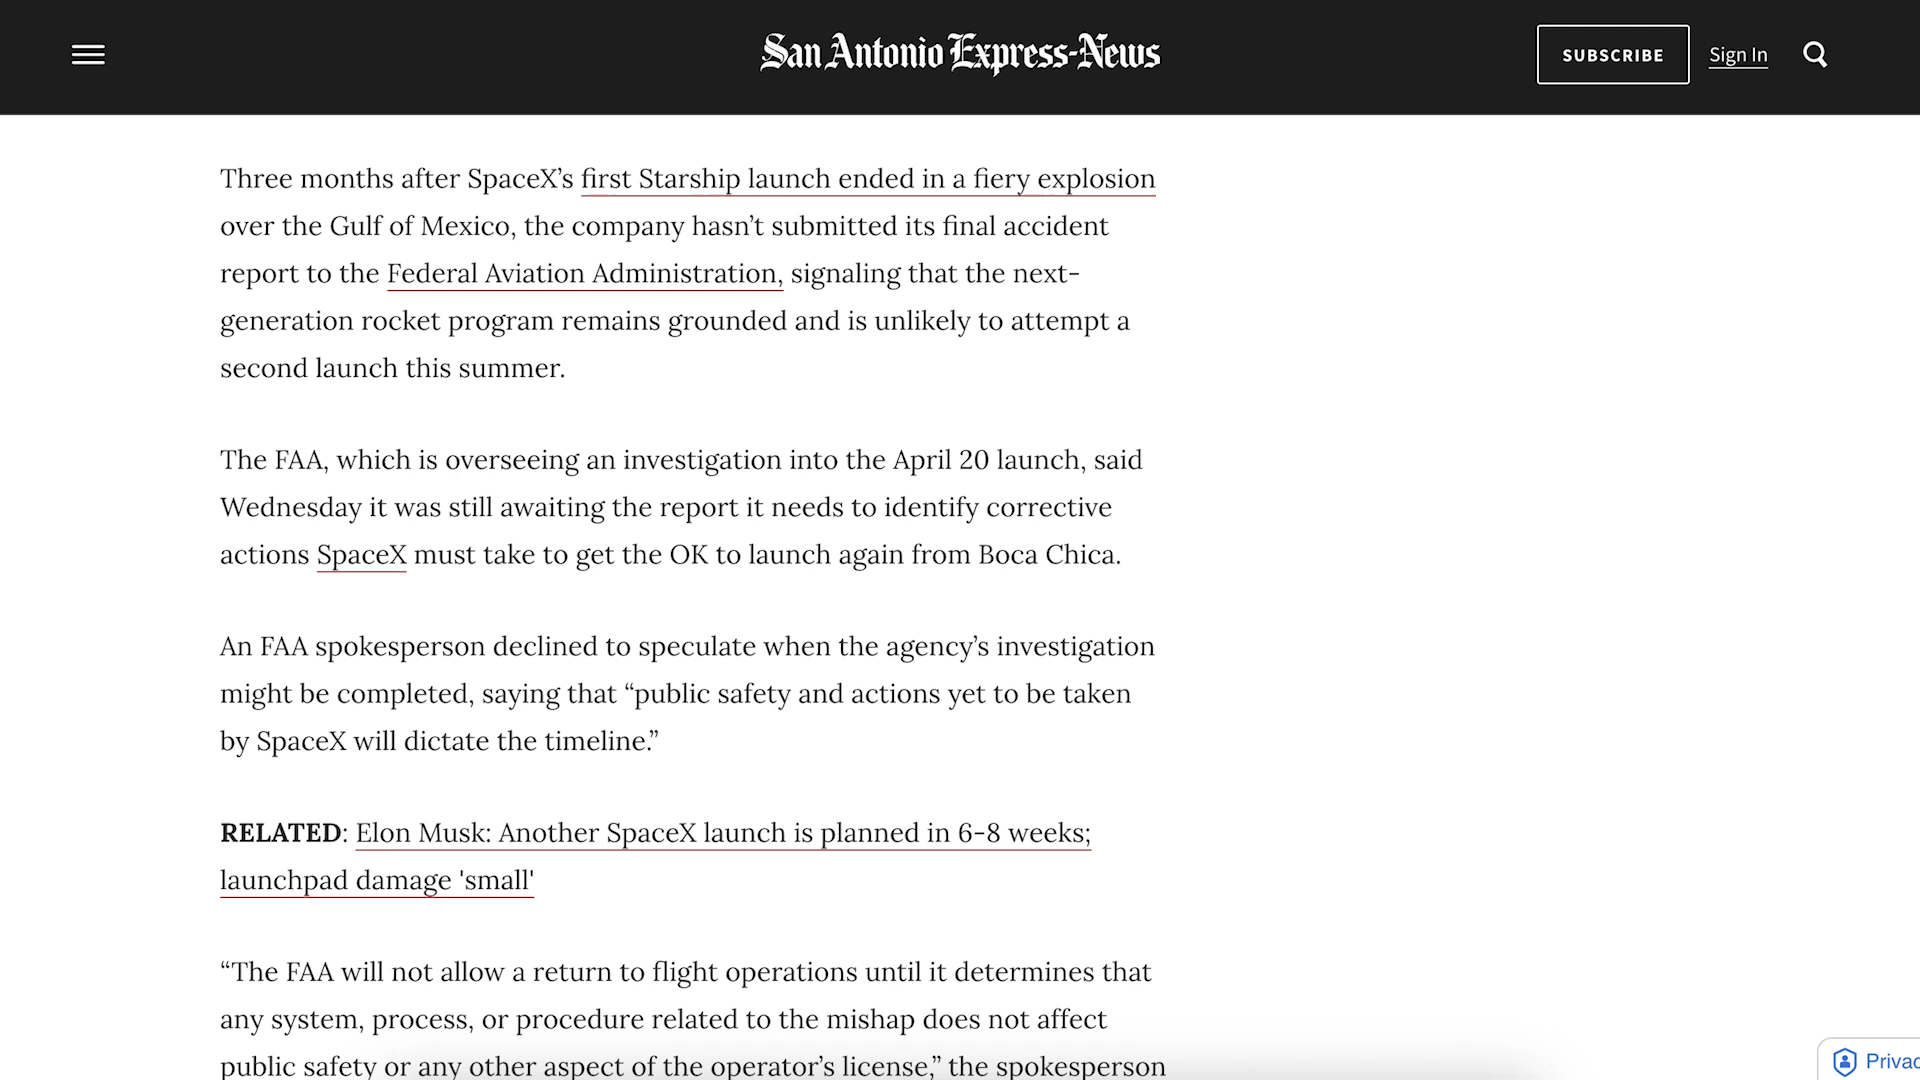 San Antonio Express-News
SUBSCRIBE
Sign In
Three months after SpaceX’s first Starship launch ended in a fiery explosion
over the Gulf of Mexico, the company hasn’t submitted its final accident
report to the Federal Aviation Administration, signaling that the next-
generation rocket program remains grounded and is unlikely to attempt a
second launch this summer.
The FAA, which is overseeing an investigation into the April 20 launch, said
Wednesday it was still awaiting the report it needs to identify corrective
actions SpaceX must take to get the OK to launch again from Boca Chica.
An FAA spokesperson declined to speculate when the agency’s investigation
might be completed, saying that “public safety and actions yet to be taken
by SpaceX will dictate the timeline.”
RELATED: Elon Musk: Another SpaceX launch is planned in 6-8 weeks;
launchpad damage 'small'
“The FAA will not allow a return to flight operations until it determines that
any system, process, or procedure related to the mishap does not affect
public safety or any other aspect of the operator’s license,” the spokesperson